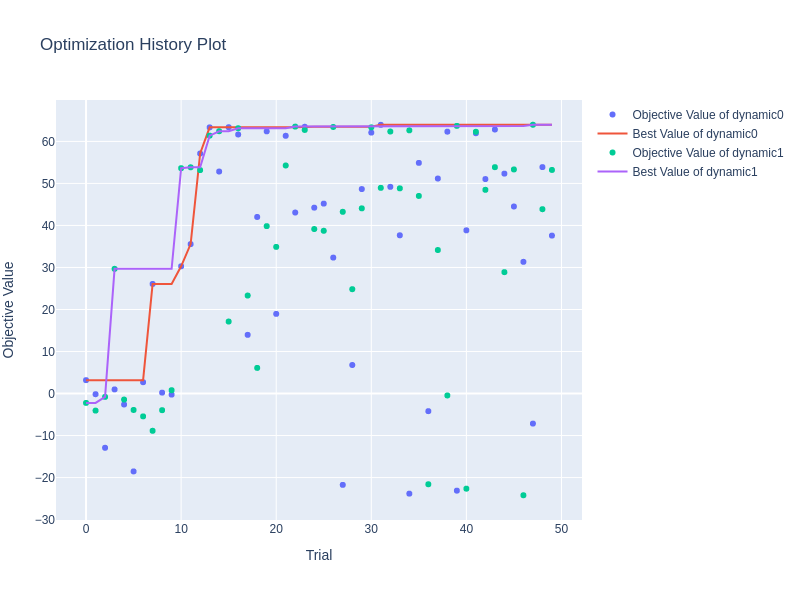 Optimization History Plot
Objective Value of dynamic0
Best Value of dynamic0
Objective Value of dynamic1
Best Value of dynamic1
Objective Value
60
50
40
30
20
10
0
−10
−20
−30
0 10 20 30 40 50
Trial